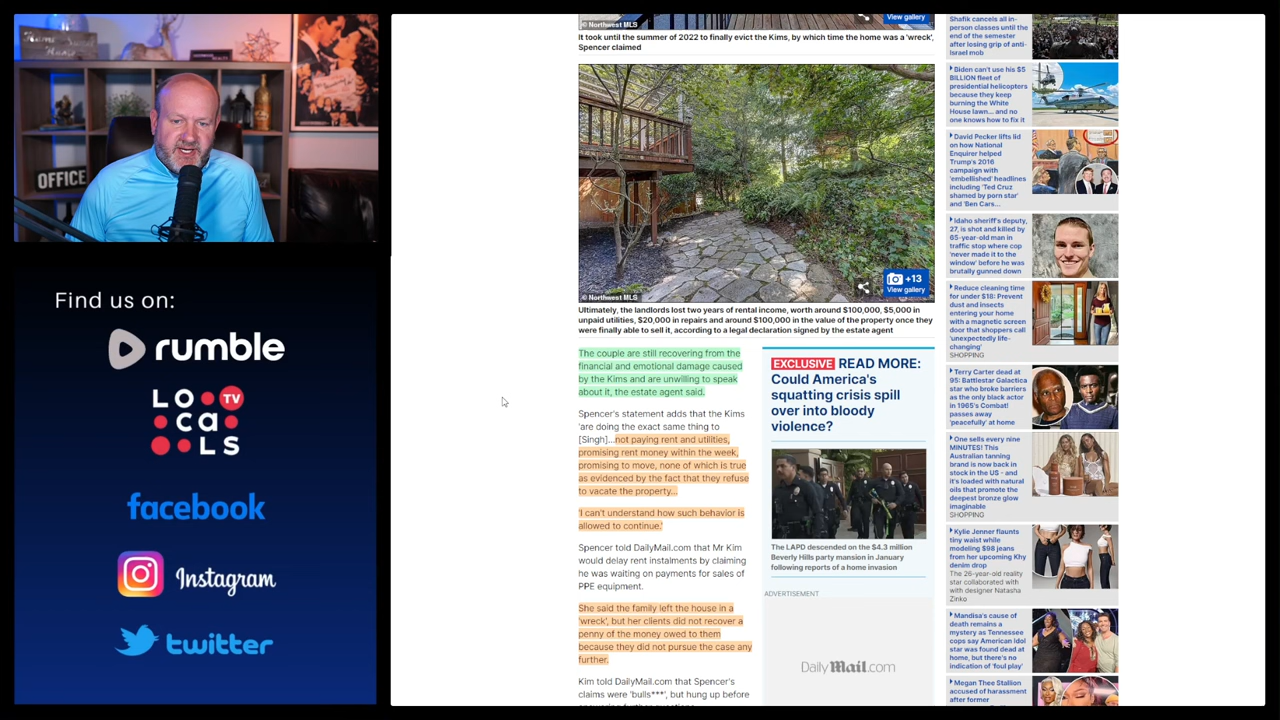 OFFICE
Find us on:
rumble
LO TV
CA
LS
facebook
Instagram
twitter
© Northwest MLS
View gallery
It took until the summer of 2022 to finally evict the Kims, by which time the home was a 'wreck',
Spencer claimed
+13
View gallery
© Northwest MLS
Ultimately, the landlords lost two years of rental income, worth around $100,000, $5,000 in
unpaid utilities, $20,000 in repairs and around $100,000 in the value of the property once they
were finally able to sell it, according to a legal declaration signed by the estate agent
The couple are still recovering from the
financial and emotional damage caused
by the Kims and are unwilling to speak
about it, the estate agent said.
Spencer's statement adds that the Kims
'are doing the exact same thing to
[Singh]...not paying rent and utilities,
promising rent money within the week,
promising to move, none of which is true
as evidenced by the fact that they refuse
to vacate the property...
'I can't understand how such behavior is
allowed to continue.'
Spencer told DailyMail.com that Mr Kim
would delay rent instalments by claiming
he was waiting on payments for sales of
PPE equipment.
She said the family left the house in a
'wreck', but her clients did not recover a
penny of the money owed to them
because they did not pursue the case any
further.
Kim told DailyMail.com that Spencer's
claims were 'bulls***', but hung up before
EXCLUSIVE READ MORE:
Could America's
squatting crisis spill
over into bloody
violence?
The LAPD descended on the $4.3 million
Beverly Hills party mansion in January
following reports of a home invasion
ADVERTISEMENT
DailyMail.com
Shafik cancels all in-
person classes until the
end of the semester
after losing grip of anti-
Israel mob
Biden can't use his $5
BILLION fleet of
presidential helicopters
because they keep
burning the White
House lawn... and no
one knows how to fix it
David Pecker lifts lid
on how National
Enquirer helped
Trump's 2016
campaign with
'embellished' headlines
including 'Ted Cruz
shamed by porn star'
and 'Ben Cars...
Idaho sheriff's deputy,
27, is shot and killed by
65-year-old man in
traffic stop where cop
'never made it to the
window' before he was
brutally gunned down
Reduce cleaning time
for under $18: Prevent
dust and insects
entering your home
with a magnetic screen
door that shoppers call
'unexpectedly life-
changing'
SHOPPING
Terry Carter dead at
95: Battlestar Galactica
star who broke barriers
as the only black actor
in 1965's Combat!
passes away
'peacefully' at home
One sells every nine
MINUTES! This
Australian tanning
brand is now back in
stock in the US - and
it's loaded with natural
oils that promote the
deepest bronze glow
imaginable
SHOPPING
Kylie Jenner flaunts
tiny waist while
modeling $98 jeans
from her upcoming Khy
denim drop
The 26-year-old reality
star collaborated with
with designer Natasha
Zinko
Mandisa's cause of
death remains a
mystery as Tennessee
cops say American Idol
star was found dead at
home, but there's no
indication of 'foul play'
Megan Thee Stallion
accused of harassment
after former